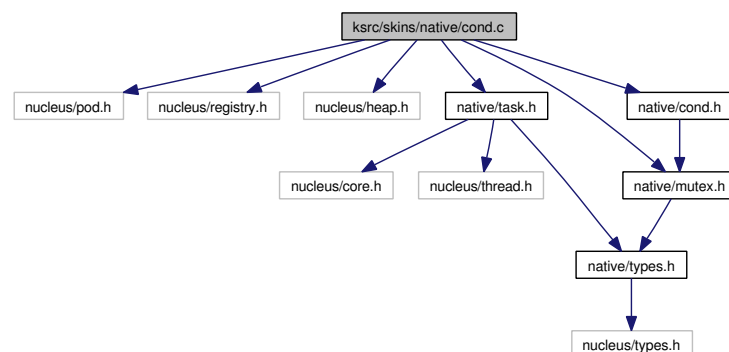 ksrc/skins/native/cond.c
nucleus/pod.h
nucleus/registry.h
nucleus/heap.h
native/task.h
native/cond.h
nucleus/core.h
nucleus/thread.h
native/mutex.h
native/types.h
nucleus/types.h